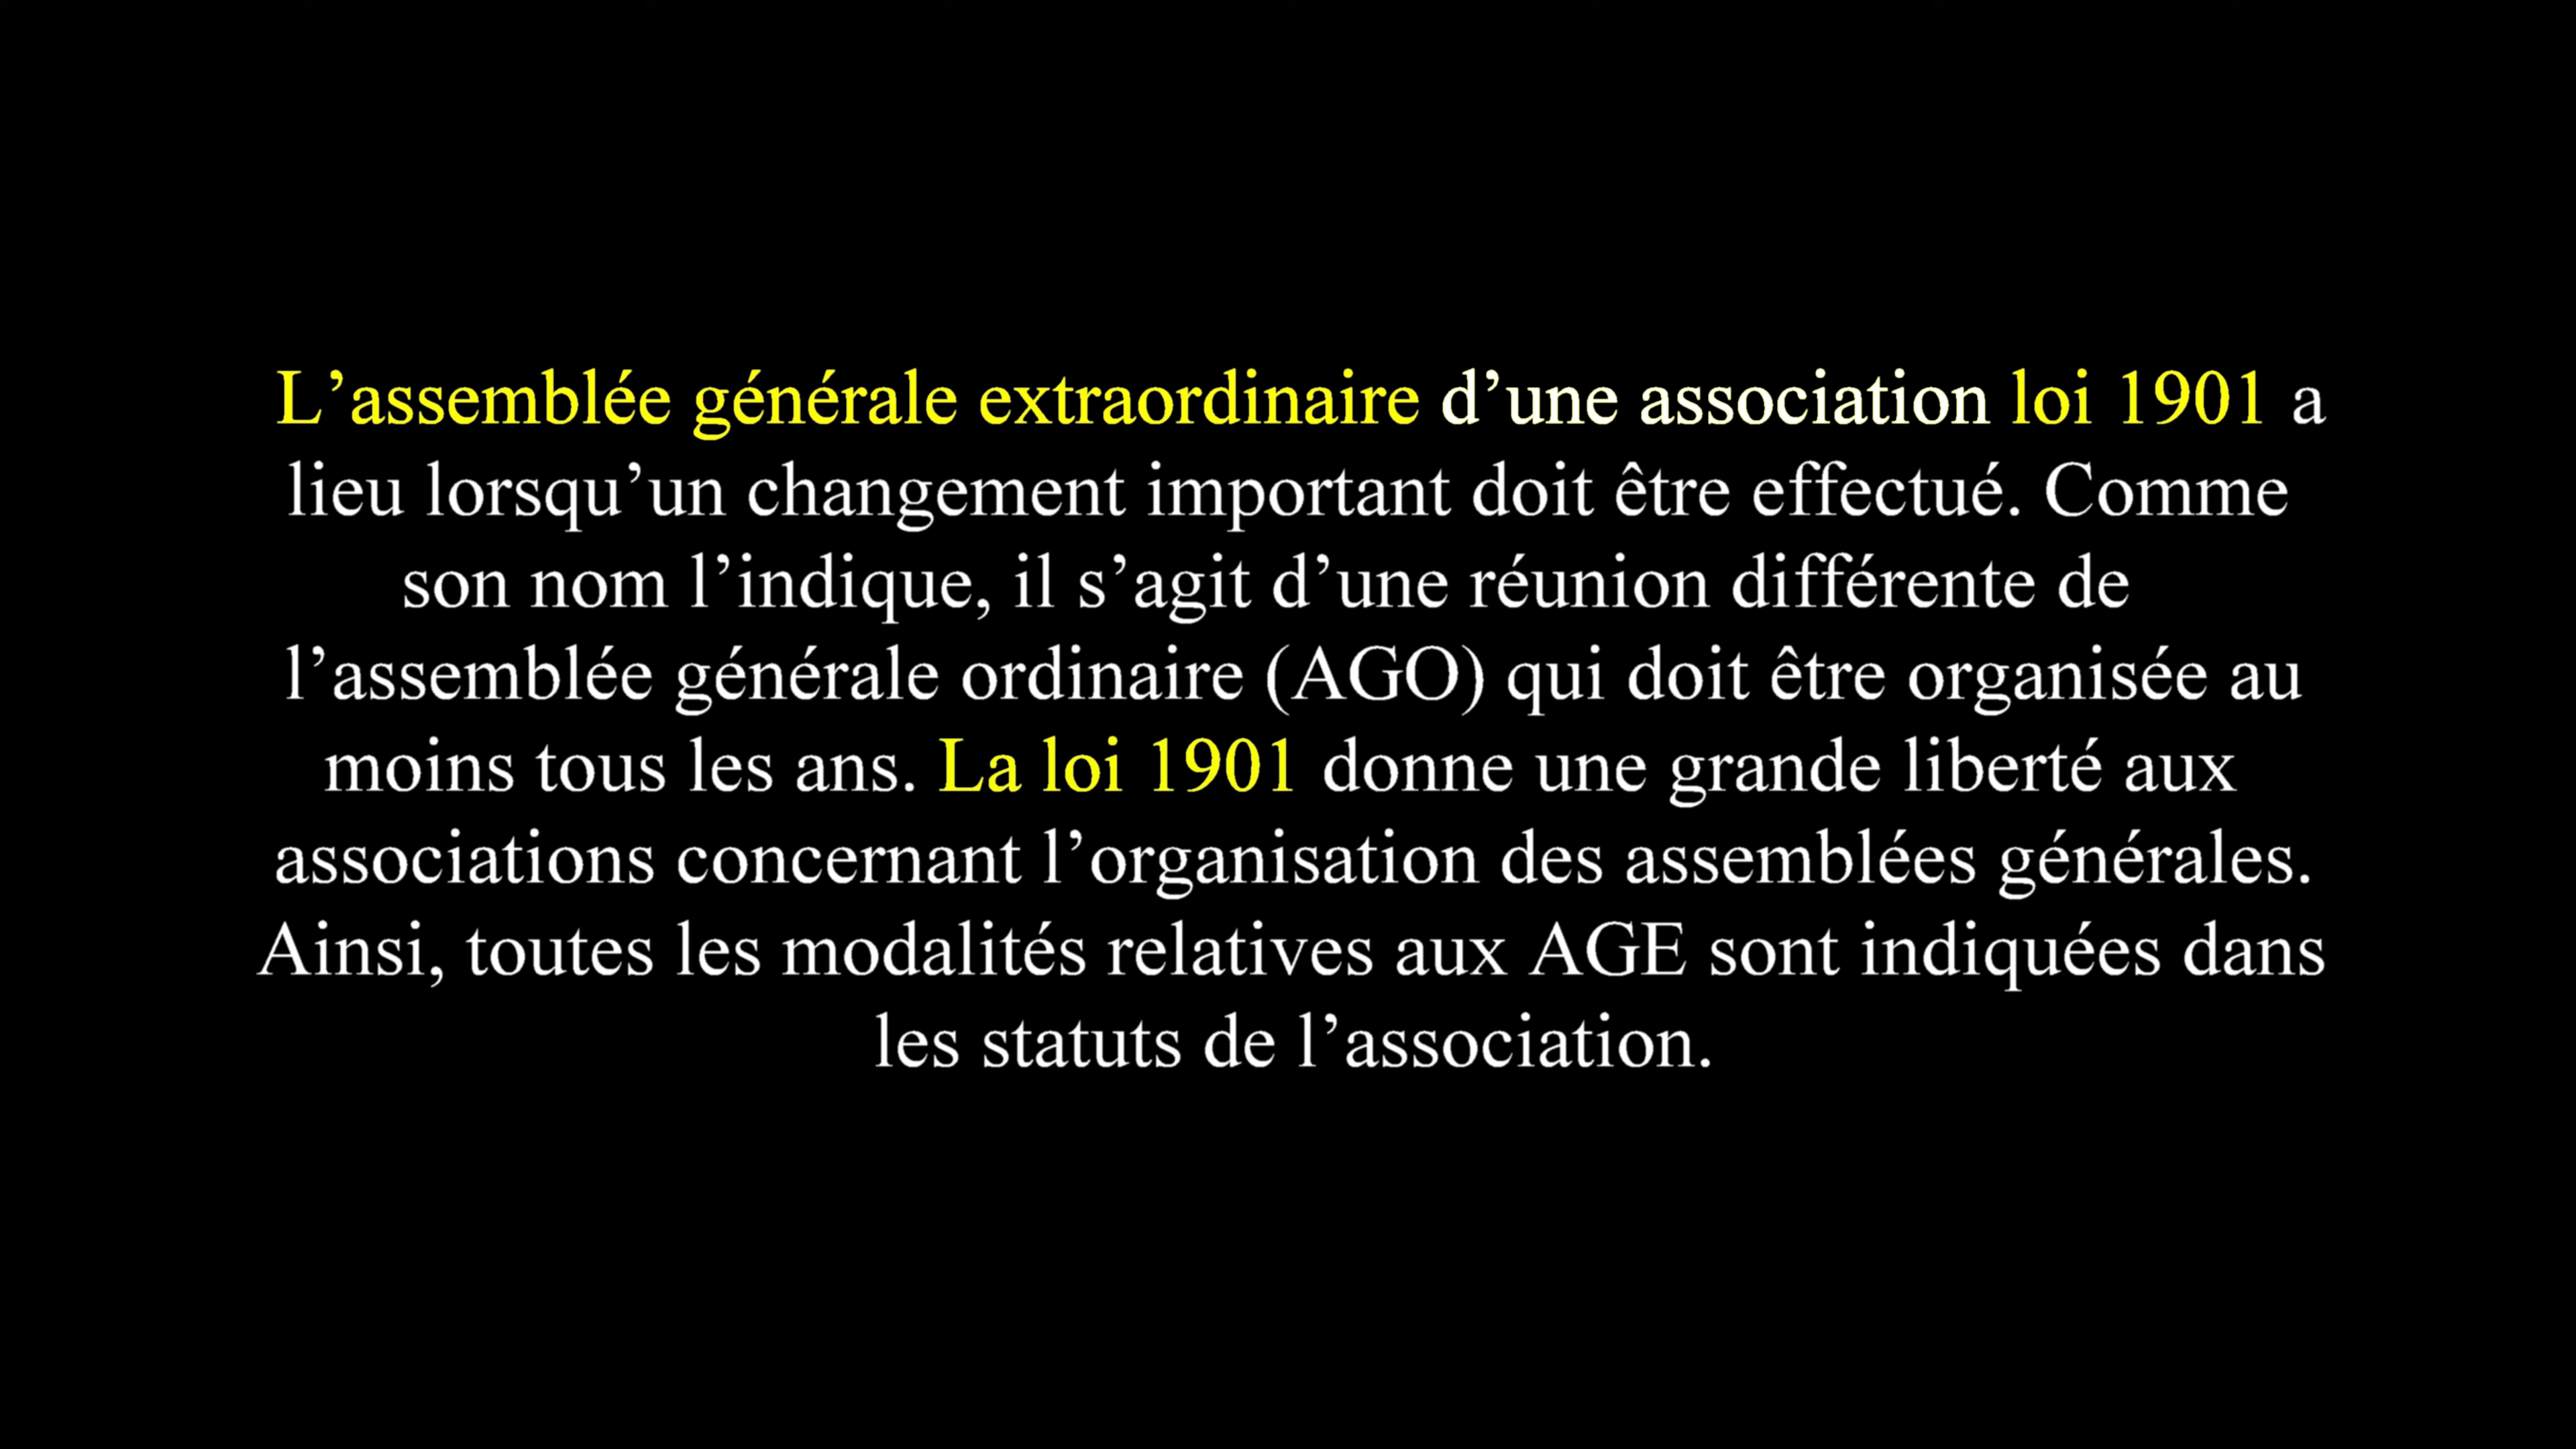 L’assemblée générale extraordinaire d’une association loi 1901 a
lieu lorsqu’un changement important doit être effectué. Comme
son nom l’indique, il s’agit d’une réunion différente de
l’assemblée générale ordinaire (AGO) qui doit être organisée au
moins tous les ans. La loi 1901 donne une grande liberté aux
associations concernant l’organisation des assemblées générales.
Ainsi, toutes les modalités relatives aux AGE sont indiquées dans
les statuts de l’association.